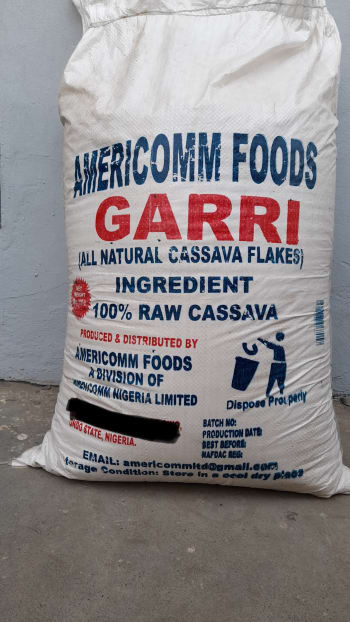 AMERICOMM FOODS
GARRI
(ALL NATURAL CASSAVA FLAKES)
INGREDIENT
100% RAW CASSAVA
PRODUCED & DISTRIBUTED BY
AMERICOMM FOODS
A DIVISION OF
AMERICOMM NIGERIA LIMITED
ONDO STATE, NIGERIA.
Dispose Properly
BATCH NO:
PRODUCTION DATE:
BEST BEFORE:
NAFDAC REG:
EMAIL: americommltd@gmail.com
Storage Condition: Store in a cool dry place